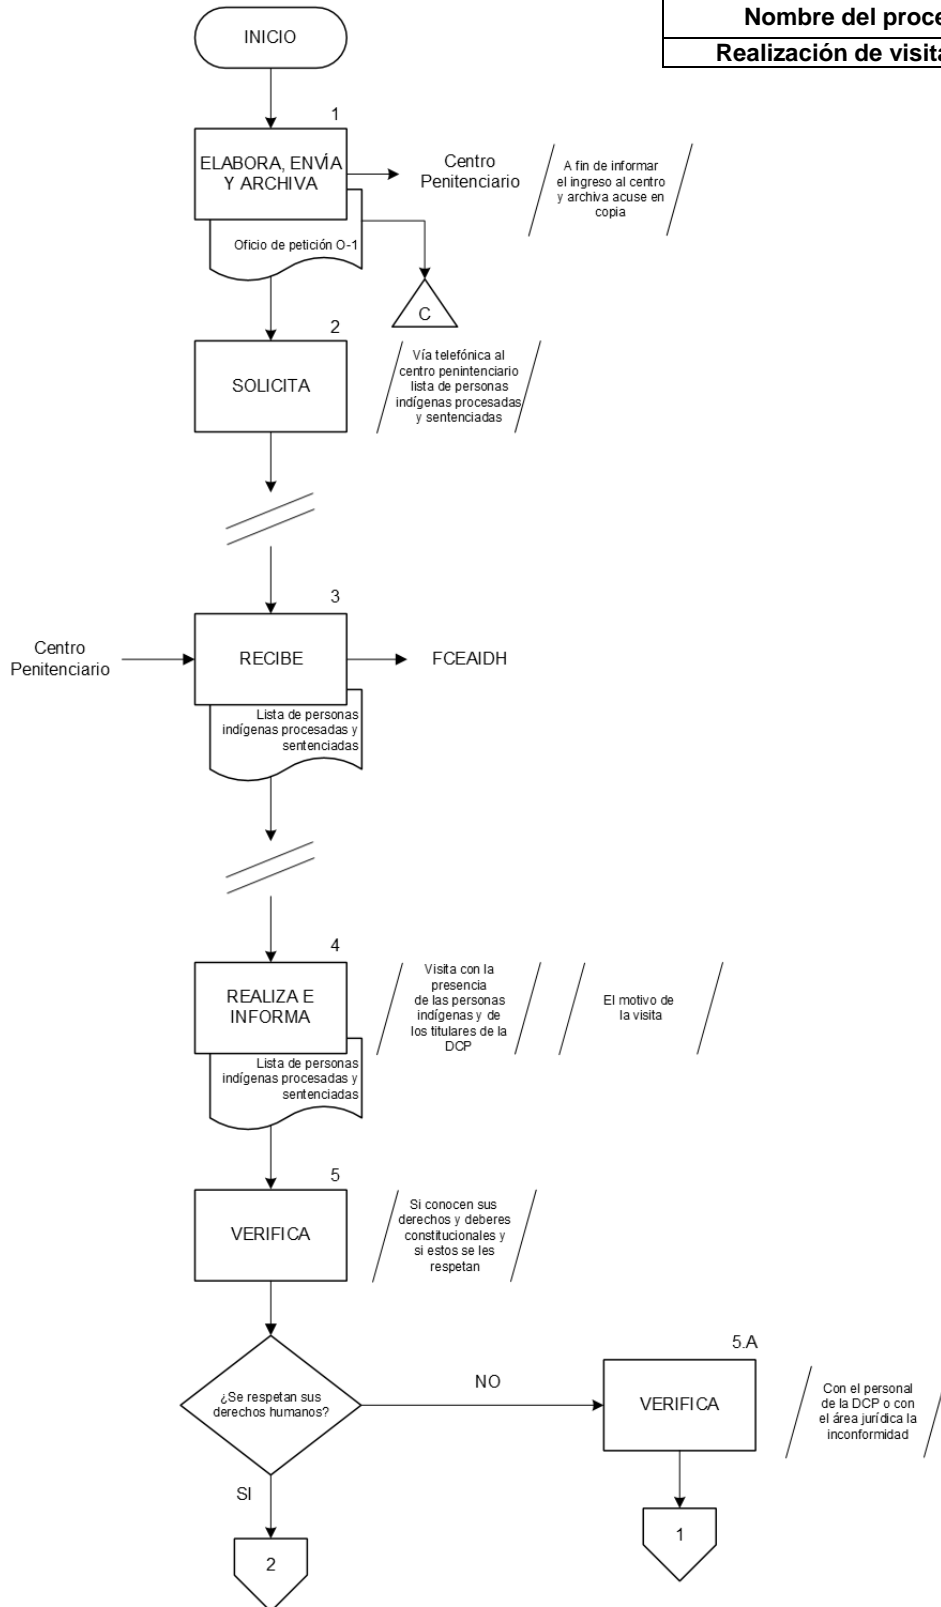 Nombre del proce
Realización de visita
INICIO
1
ELABORA, ENVÍA
Y ARCHIVA
Centro
Penitenciario
A fin de informar
el ingreso al centro
y archiva acuse en
copia
Oficio de petición O-1
C
2
SOLICITA
Vía telefónica al
centro penintenciario
lista de personas
indígenas procesadas
y sentenciadas
3
Centro
Penitenciario
RECIBE
FCEAIDH
Lista de personas
indígenas procesadas y
sentenciadas
4
REALIZA E
INFORMA
Visita con la
presencia
de las personas
indígenas y de
los titulares de la
DCP
El motivo de
la visita
Lista de personas
indígenas procesadas y
sentenciadas
5
VERIFICA
Si conocen sus
derechos y deberes
constitucionales y
si estos se les
respetan
¿Se respetan sus
derechos humanos?
NO
5.A
VERIFICA
Con el personal
de la DCP o con
el área jurídica la
inconformidad
SI
1
2